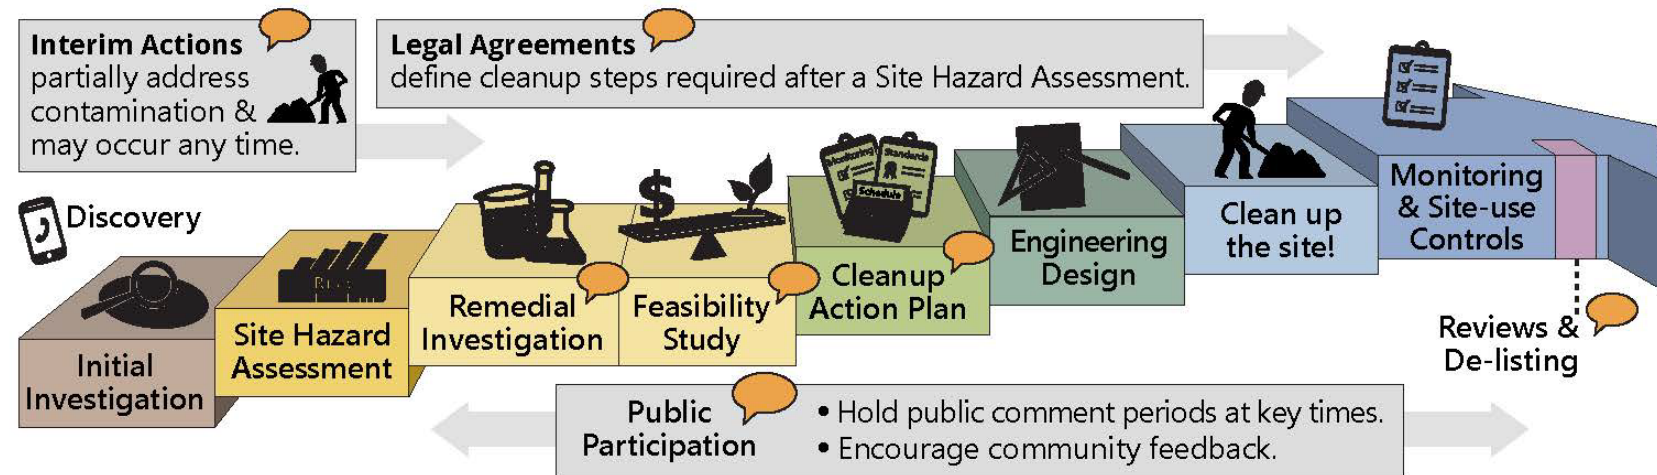 Interim Actions
partially address
contamination &
may occur any time.
Legal Agreements
define cleanup steps required after a Site Hazard Assessment.
Discovery
Initial
Investigation
Site Hazard
Assessment
Remedial
Investigation
Feasibility
Study
$
Monitoring
Standards
Schedule
Cleanup
Action Plan
Engineering
Design
Clean up
the site!
Monitoring
& Site-use
Controls
Reviews &
De-listing
Public
Participation
• Hold public comment periods at key times.
• Encourage community feedback.